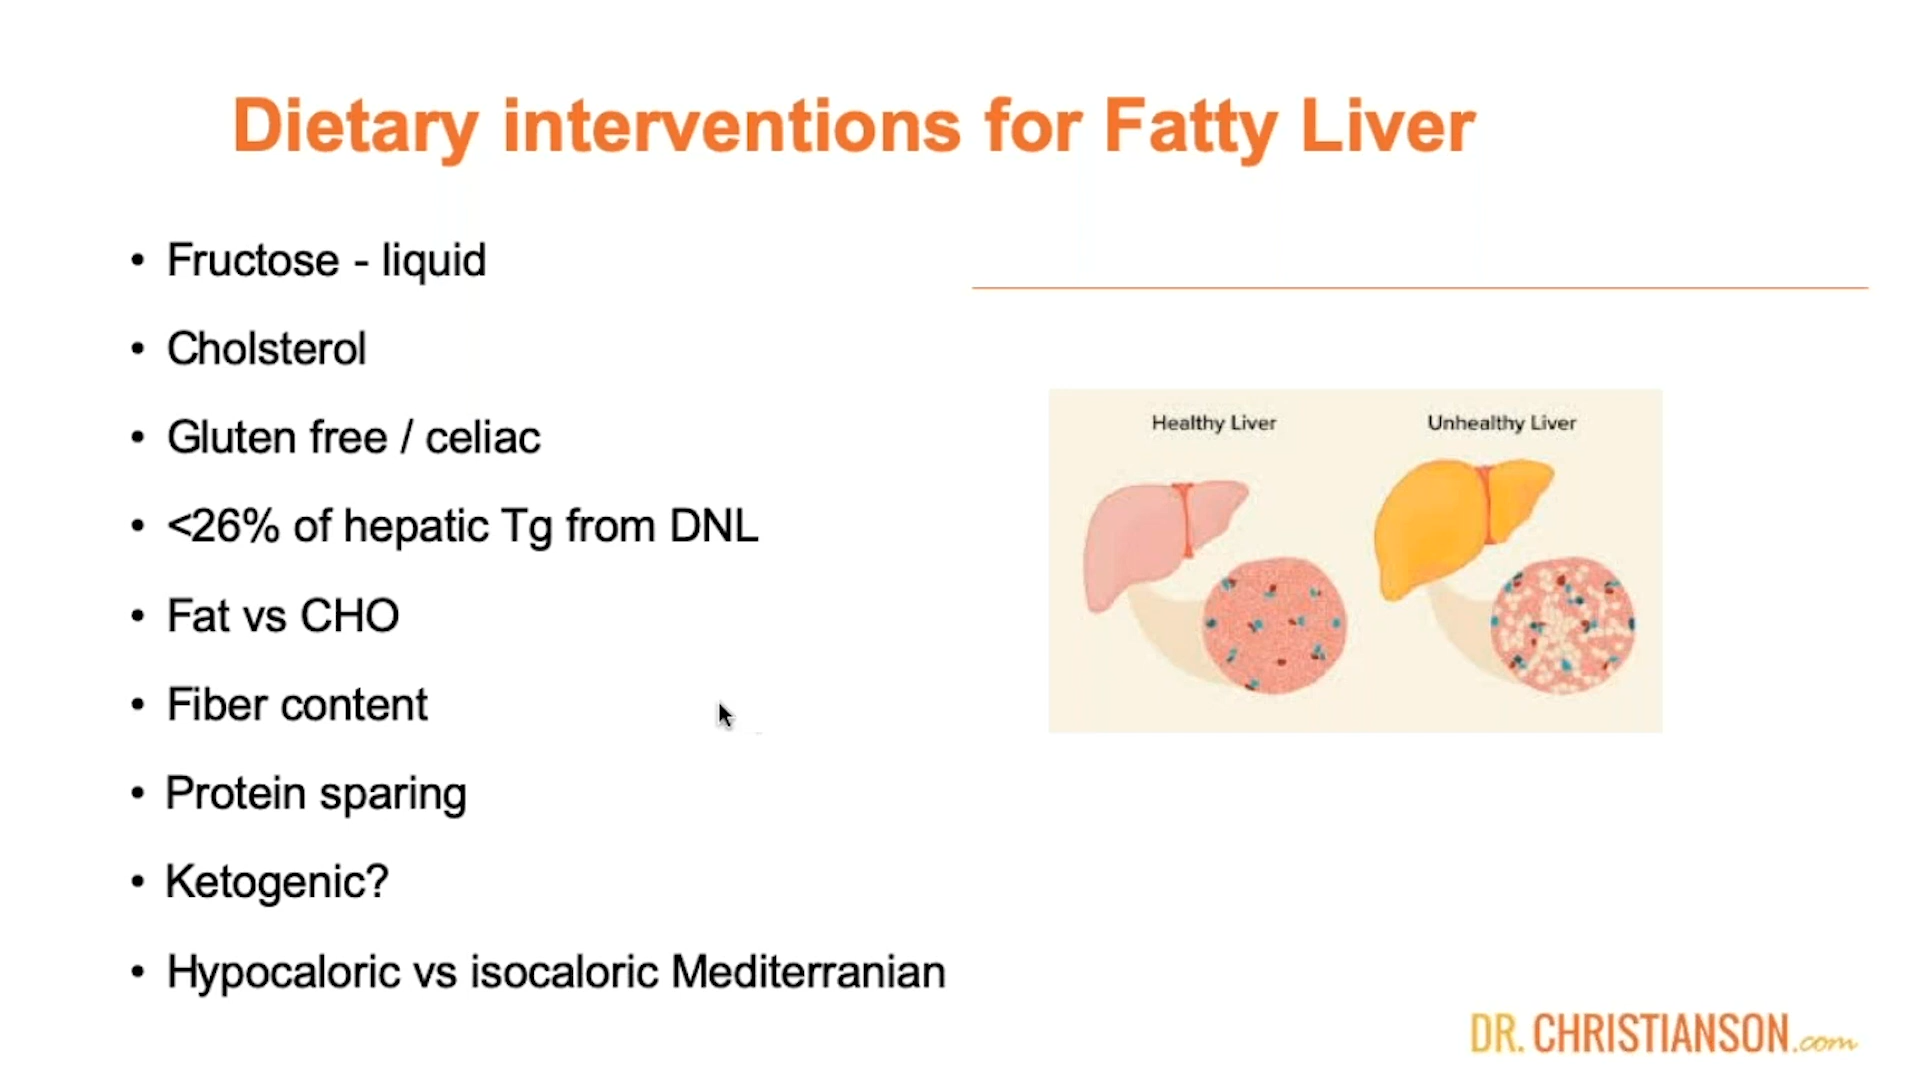 Dietary interventions for Fatty Liver
• Fructose - liquid
• Cholsterol
• Gluten free / celiac
• <26% of hepatic Tg from DNL
• Fat vs CHO
• Fiber content
• Protein sparing
• Ketogenic?
• Hypocaloric vs isocaloric Mediterranian
Healthy Liver
Unhealthy Liver
DR. CHRISTIANSON.com